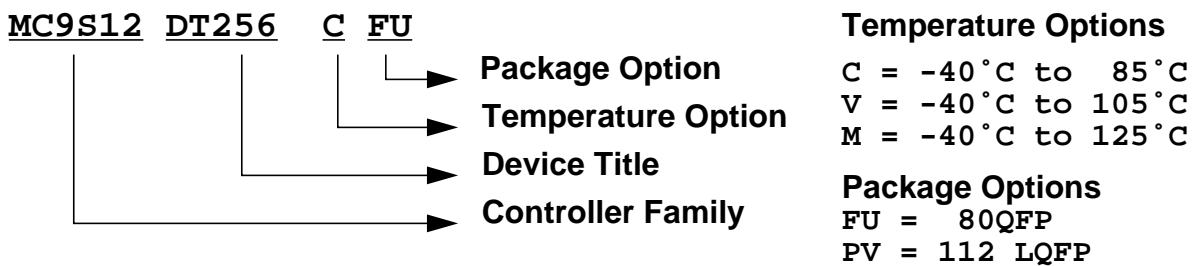 MC9S12 DT256 C FU
Package Option
Temperature Option
Device Title
Controller Family
Temperature Options
C = -40˚C to 85˚C
V = -40˚C to 105˚C
M = -40˚C to 125˚C
Package Options
FU = 80QFP
PV = 112 LQFP